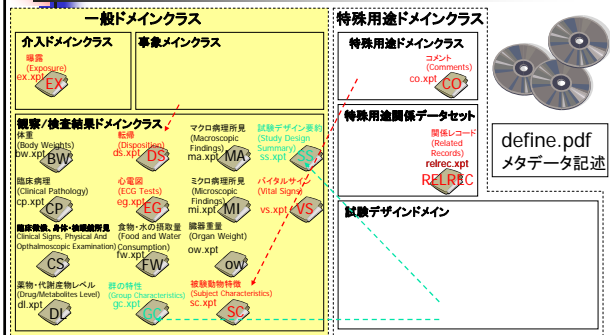 一般ドメインクラス
特殊用途ドメインクラス
介入ドメインクラス
曝露
(Exposure)
ex.xpt
EX
事象メインクラス
特殊用途ドメインクラス
コメント
(Comments)
co.xpt
CO
特殊用途関係データセット
関係レコード
(Related
Records)
relrec.xpt
RELREC
define.pdf
メタデータ記述
観察/検査結果ドメインクラス
体重
(Body Weights)
bw.xpt
BW
転帰
(Disposition)
ds.xpt
DS
マクロ病理所見
(Macroscopic
Findings)
ma.xpt
MA
試験デザイン要約
(Study Design
Summary)
ss.xpt
SS
臨床病理
(Clinical Pathology)
cp.xpt
CP
心電図
(ECG Tests)
eg.xpt
EG
ミクロ病理所見
(Microscopic
Findings)
mi.xpt
MI
バイタルサイン
(Vital Signs)
vs.xpt
VS
臨床徴候、身体・検眼鏡所見
Clinical Signs, Physical And
Opthalmoscopic Examination)
CS
食物・水の摂取量
(Food and Water
Consumption)
fw.xpt
FW
臓器重量
(Organ Weight)
ow.xpt
ow
薬物・代謝産物レベル
(Drug/Metabolites Level)
dl.xpt
DL
群の特性
(Group Characteristics)
gc.xpt
GC
被験動物特徴
(Subject Characteristics)
sc.xpt
SC
試験デザインドメイン